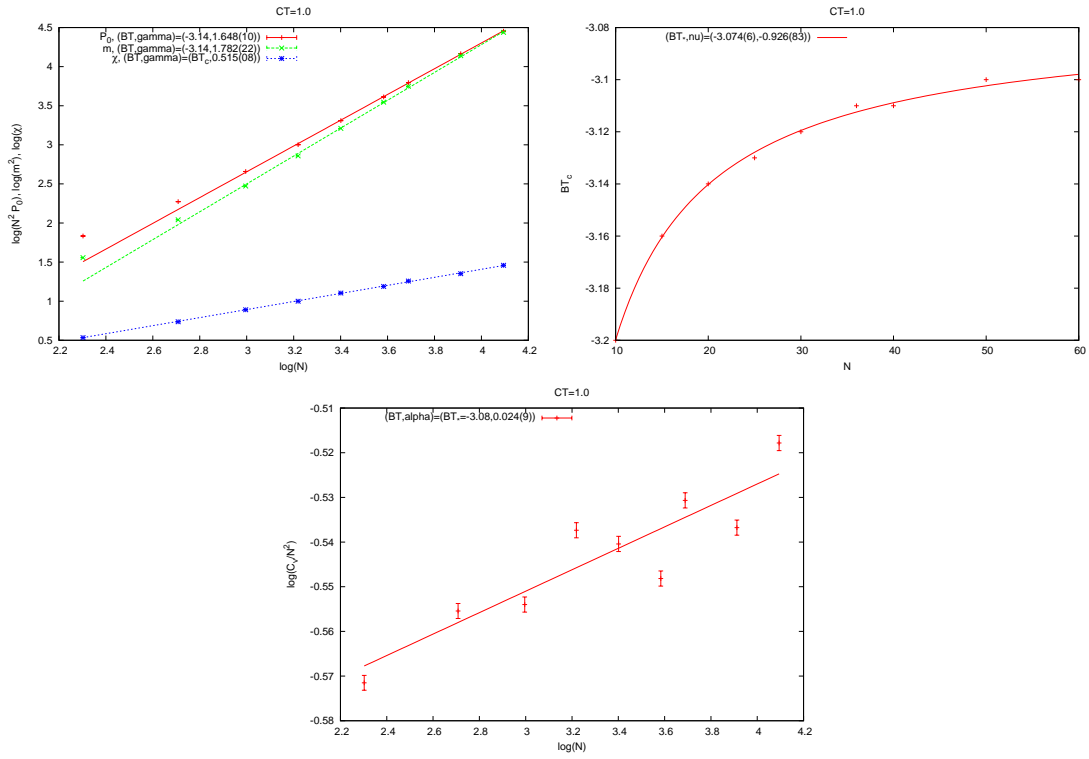 CT=1.0
P0, (BT,gamma)=(-3.14,1.648(10))
m, (BT,gamma)=(-3.14,1.782(22))
χ, (BT,gamma)=(BTC,0.515(08))
4.5
4
3.5
3
2.5
2
1.5
1
0.5
log(N2 P0), log(m2), log(χ)
2.2 2.4 2.6 2.8 3 3.2 3.4 3.6 3.8 4 4.2
log(N)
CT=1.0
(BT*,nu)=(-3.074(6),-0.926(83))
-3.08
-3.1
-3.12
-3.14
-3.16
-3.18
-3.2
BTc
10 20 30 40 50 60
N
CT=1.0
(BT,alpha)=(BT*=-3.08,0.024(9))
-0.51
-0.52
-0.53
-0.54
-0.55
-0.56
-0.57
-0.58
log(Cv/N2)
2.2 2.4 2.6 2.8 3 3.2 3.4 3.6 3.8 4 4.2
log(N)